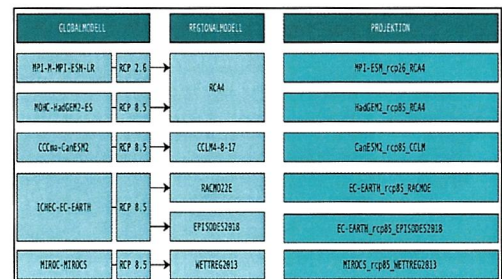 GLOBALMODELL REGIONALMODELL PROJEKTION
MPI-M-MPI-ESM-LR RCP 2.6 RCA4 MPI-ESM_rcp26_RCA4
MOHC-HadGEM2-ES RCP 8.5 HadGEM2_rcp85_RCA4
CCCma-CanESM2 RCP 8.5 CCLM4-8-17 CanESM2_rcp85_CCLM
ICHEC-EC-EARTH RCP 8.5 RACMO22E EC-EARTH_rcp85_RACMOE
EPISODES2018 EC-EARTH_rcp85_EPISODES2018
MIROC-MIROC5 RCP 8.5 WETTREG2013 MIROC5_rcp85_WETTREG2013